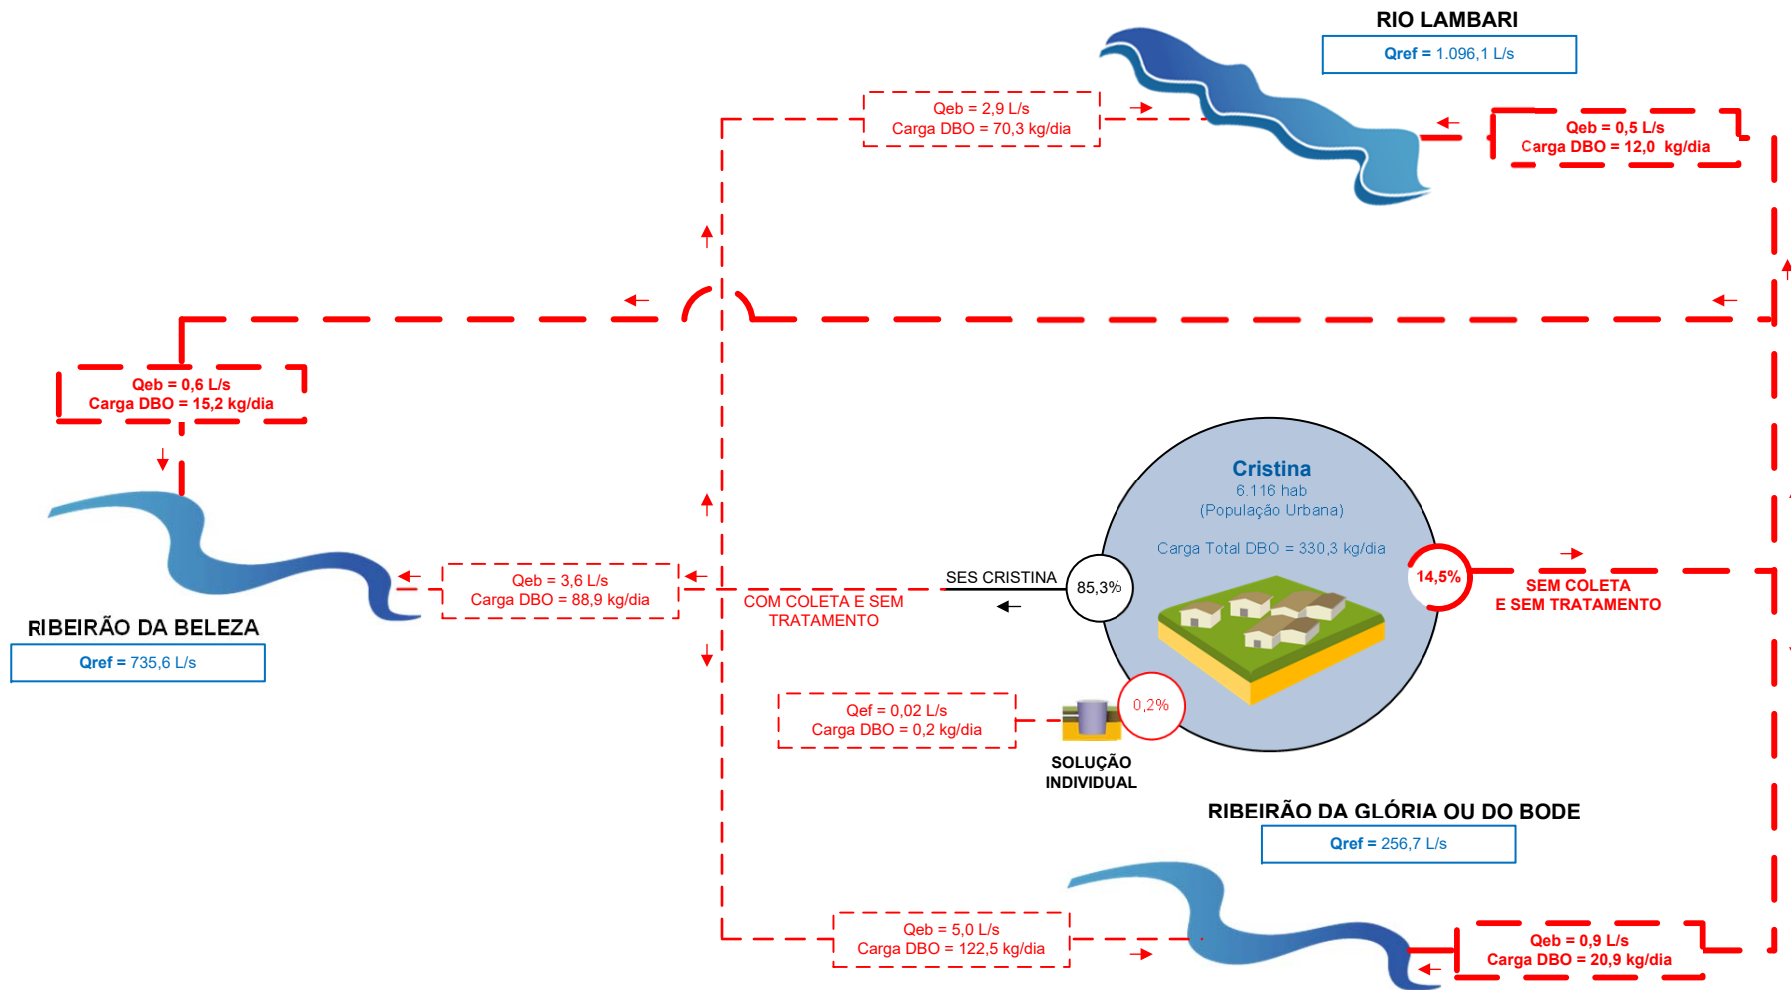 RIO LAMBARI
Qref = 1.096,1 L/s
Qeb = 2,9 L/s
Carga DBO = 70,3 kg/dia
Qeb = 0,5 L/s
Carga DBO = 12,0 kg/dia
Qeb = 0,6 L/s
Carga DBO = 15,2 kg/dia
Cristina
6.116 hab
(População Urbana)
Carga Total DBO = 330,3 kg/dia
SES CRISTINA
85,3%
14,5%
SEM COLETA
E SEM TRATAMENTO
Qeb = 3,6 L/s
Carga DBO = 88,9 kg/dia
COM COLETA E SEM
TRATAMENTO
RIBEIRÃO DA BELEZA
Qref = 735,6 L/s
Qef = 0,02 L/s
Carga DBO = 0,2 kg/dia
0,2%
SOLUÇÃO
INDIVIDUAL
RIBEIRÃO DA GLÓRIA OU DO BODE
Qref = 256,7 L/s
Qeb = 5,0 L/s
Carga DBO = 122,5 kg/dia
Qeb = 0,9 L/s
Carga DBO = 20,9 kg/dia